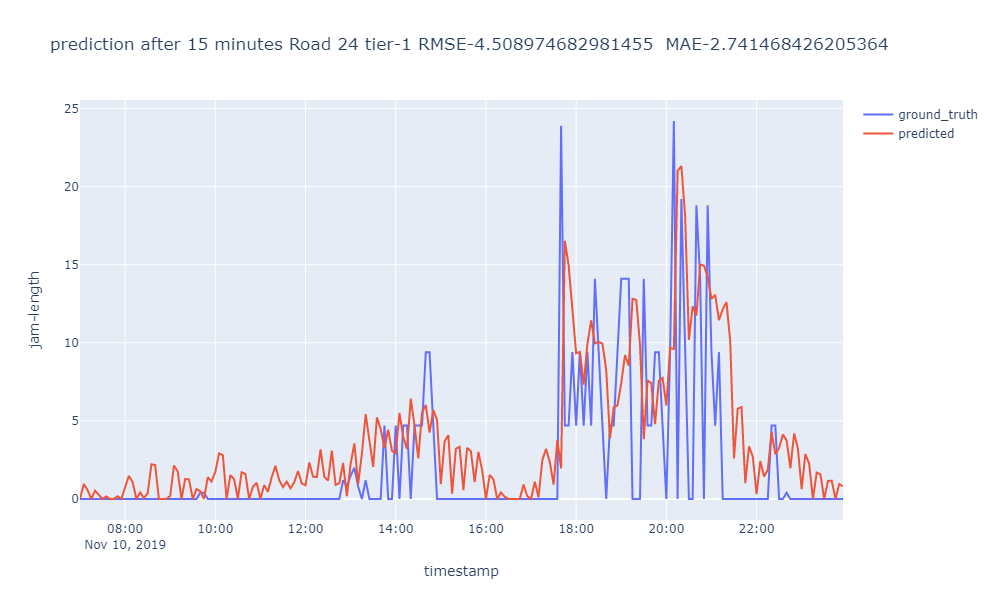 prediction after 15 minutes Road 24 tier-1 RMSE-4.508974682981455  MAE-2.741468426205364
ground_truth
predicted
25
20
15
10
5
0
jam-length
08:00 10:00 12:00 14:00 16:00 18:00 20:00 22:00
Nov 10, 2019
timestamp